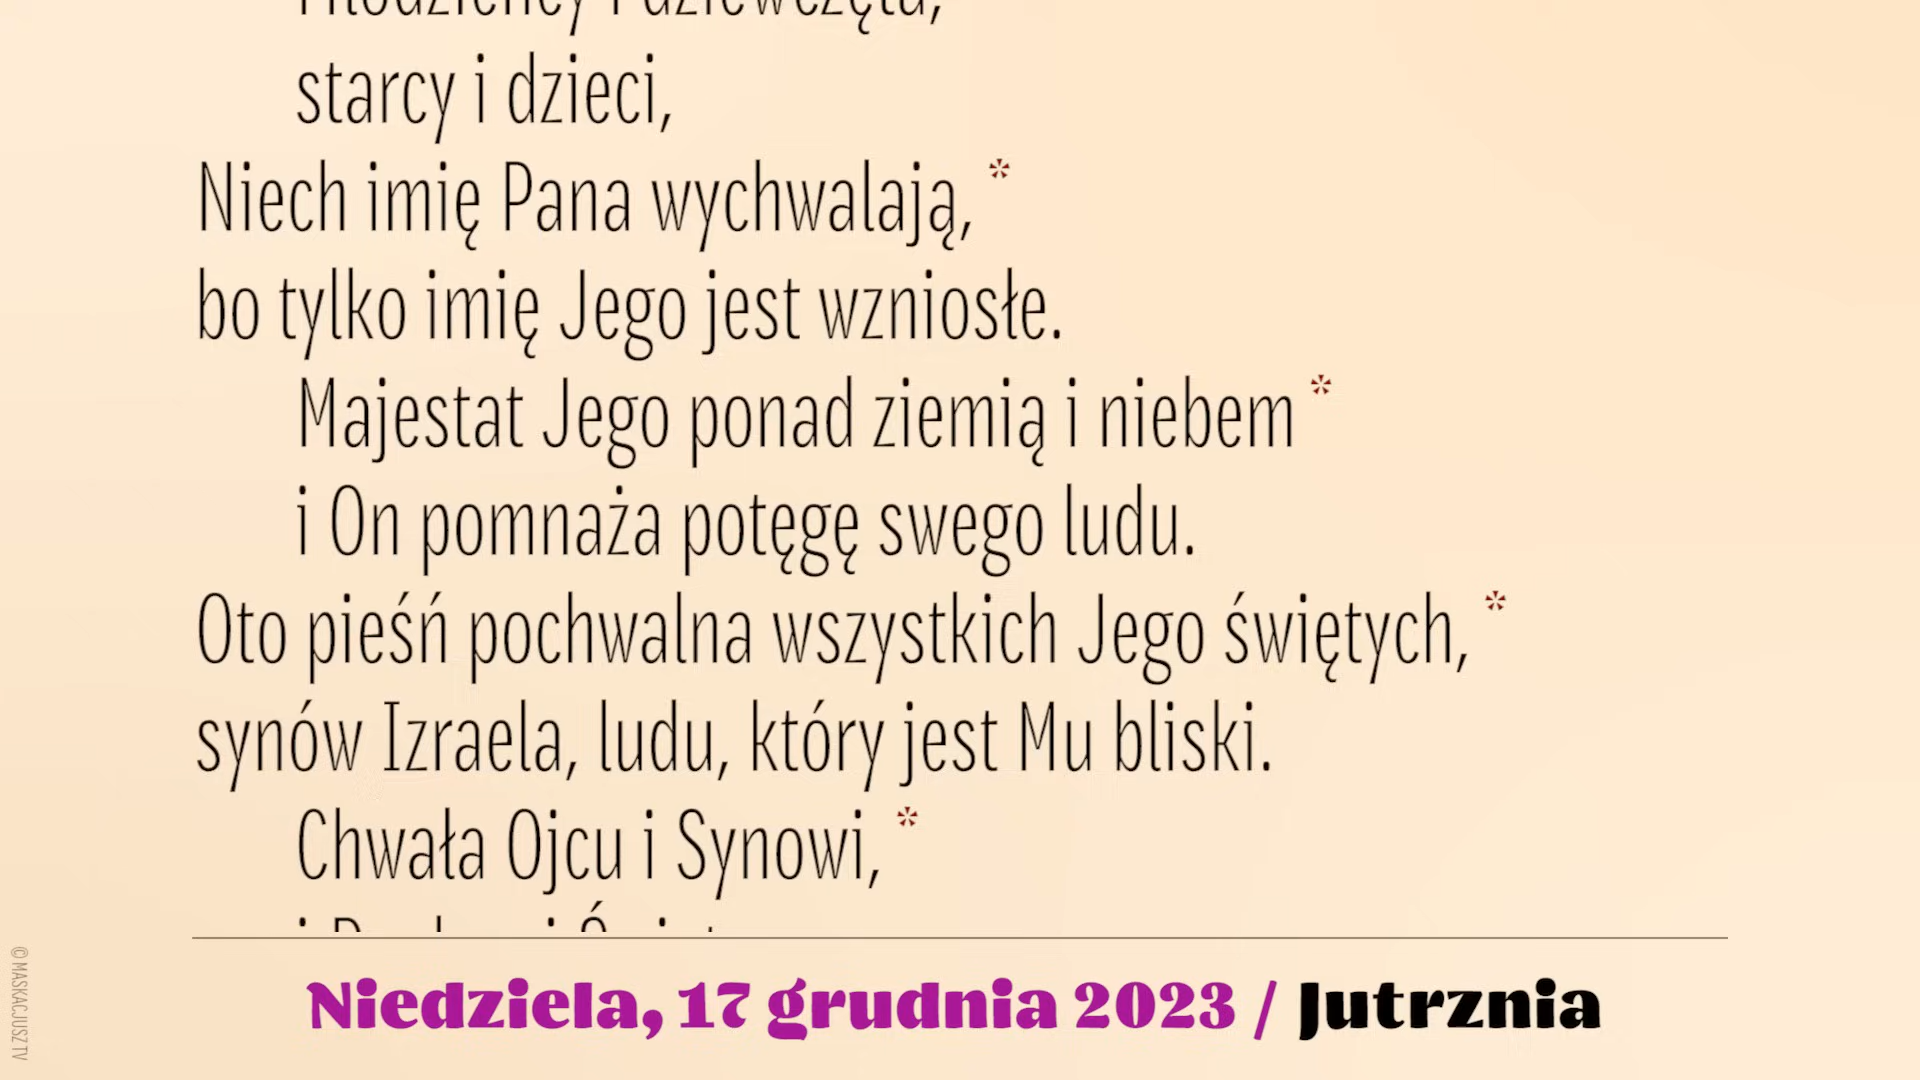 starcy i dzieci,
Niech imię Pana wychwalają, *
bo tylko imię Jego jest wzniosłe.
Majestat Jego ponad ziemią i niebem *
i On pomnaża potęgę swego ludu.
Oto pieśń pochwalna wszystkich Jego świętych, *
synów Izraela, ludu, który jest Mu bliski.
Chwała Ojcu i Synowi, *
Niedziela, 17 grudnia 2023 / Jutrznia
© MASKACJUSZ TV